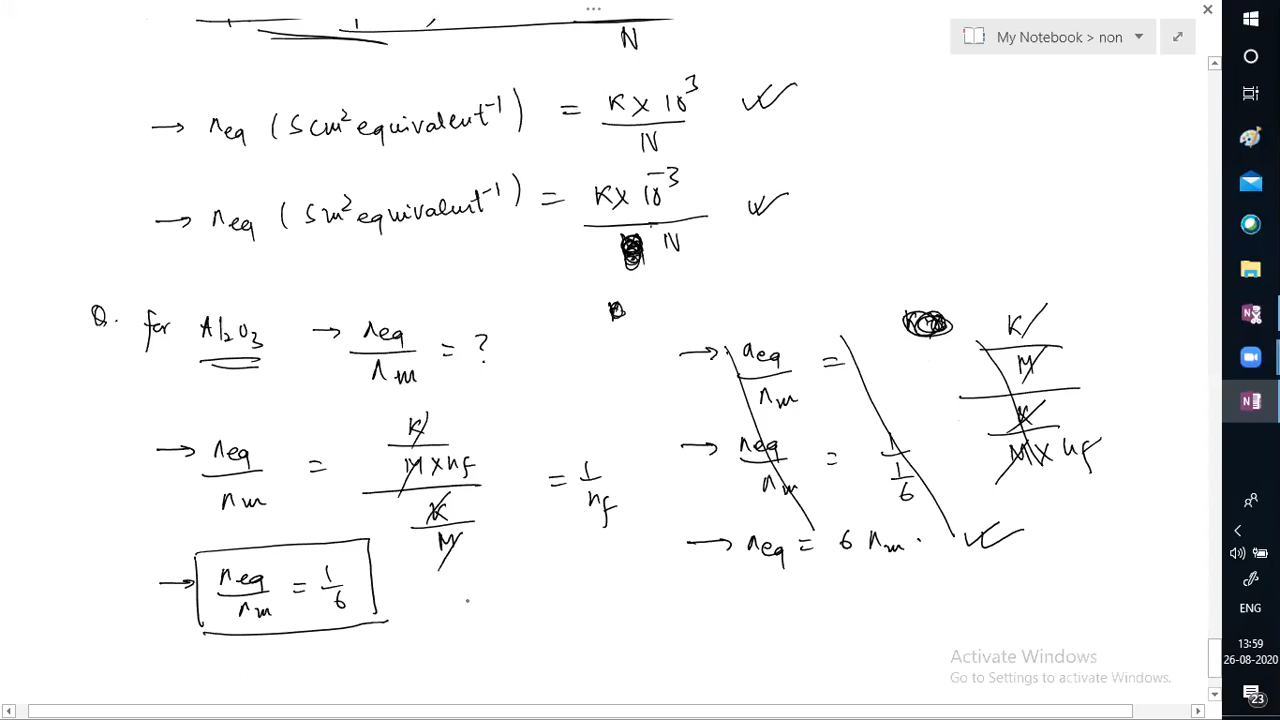 My Notebook > non
N
→ Λeq (S cm² equivalent⁻¹) = K × 10³ / N
→ Λeq (S m² equivalent⁻¹) = K × 10⁻³ / N
Q. for Al₂O₃ → Λeq / Λm = ?
→ Λeq / Λm = (K / M × nf) / (K / M) = 1 / nf
→ Λeq / Λm = 1 / 6
→ Λeq / Λm = (K / M) / (K / M × nf)
→ Λeq / Λm = 1 / (1 / 6)
→ Λeq = 6 Λm.
ENG
13:59
26-08-2020
23
Activate Windows
Go to Settings to activate Windows.